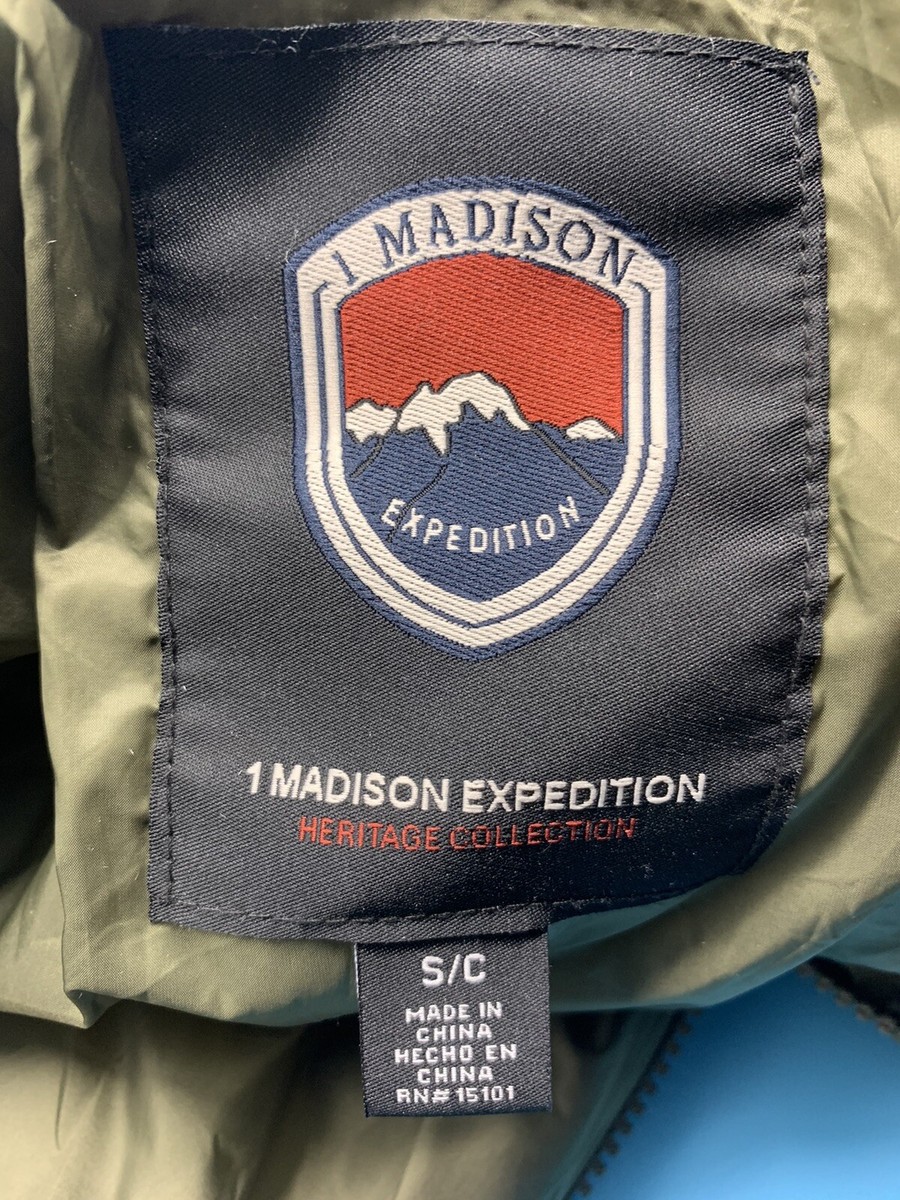 1 MADISON
EXPEDITION
1 MADISON EXPEDITION
HERITAGE COLLECTION
S/C
MADE IN
CHINA
HECHO EN
CHINA
RN# 15101